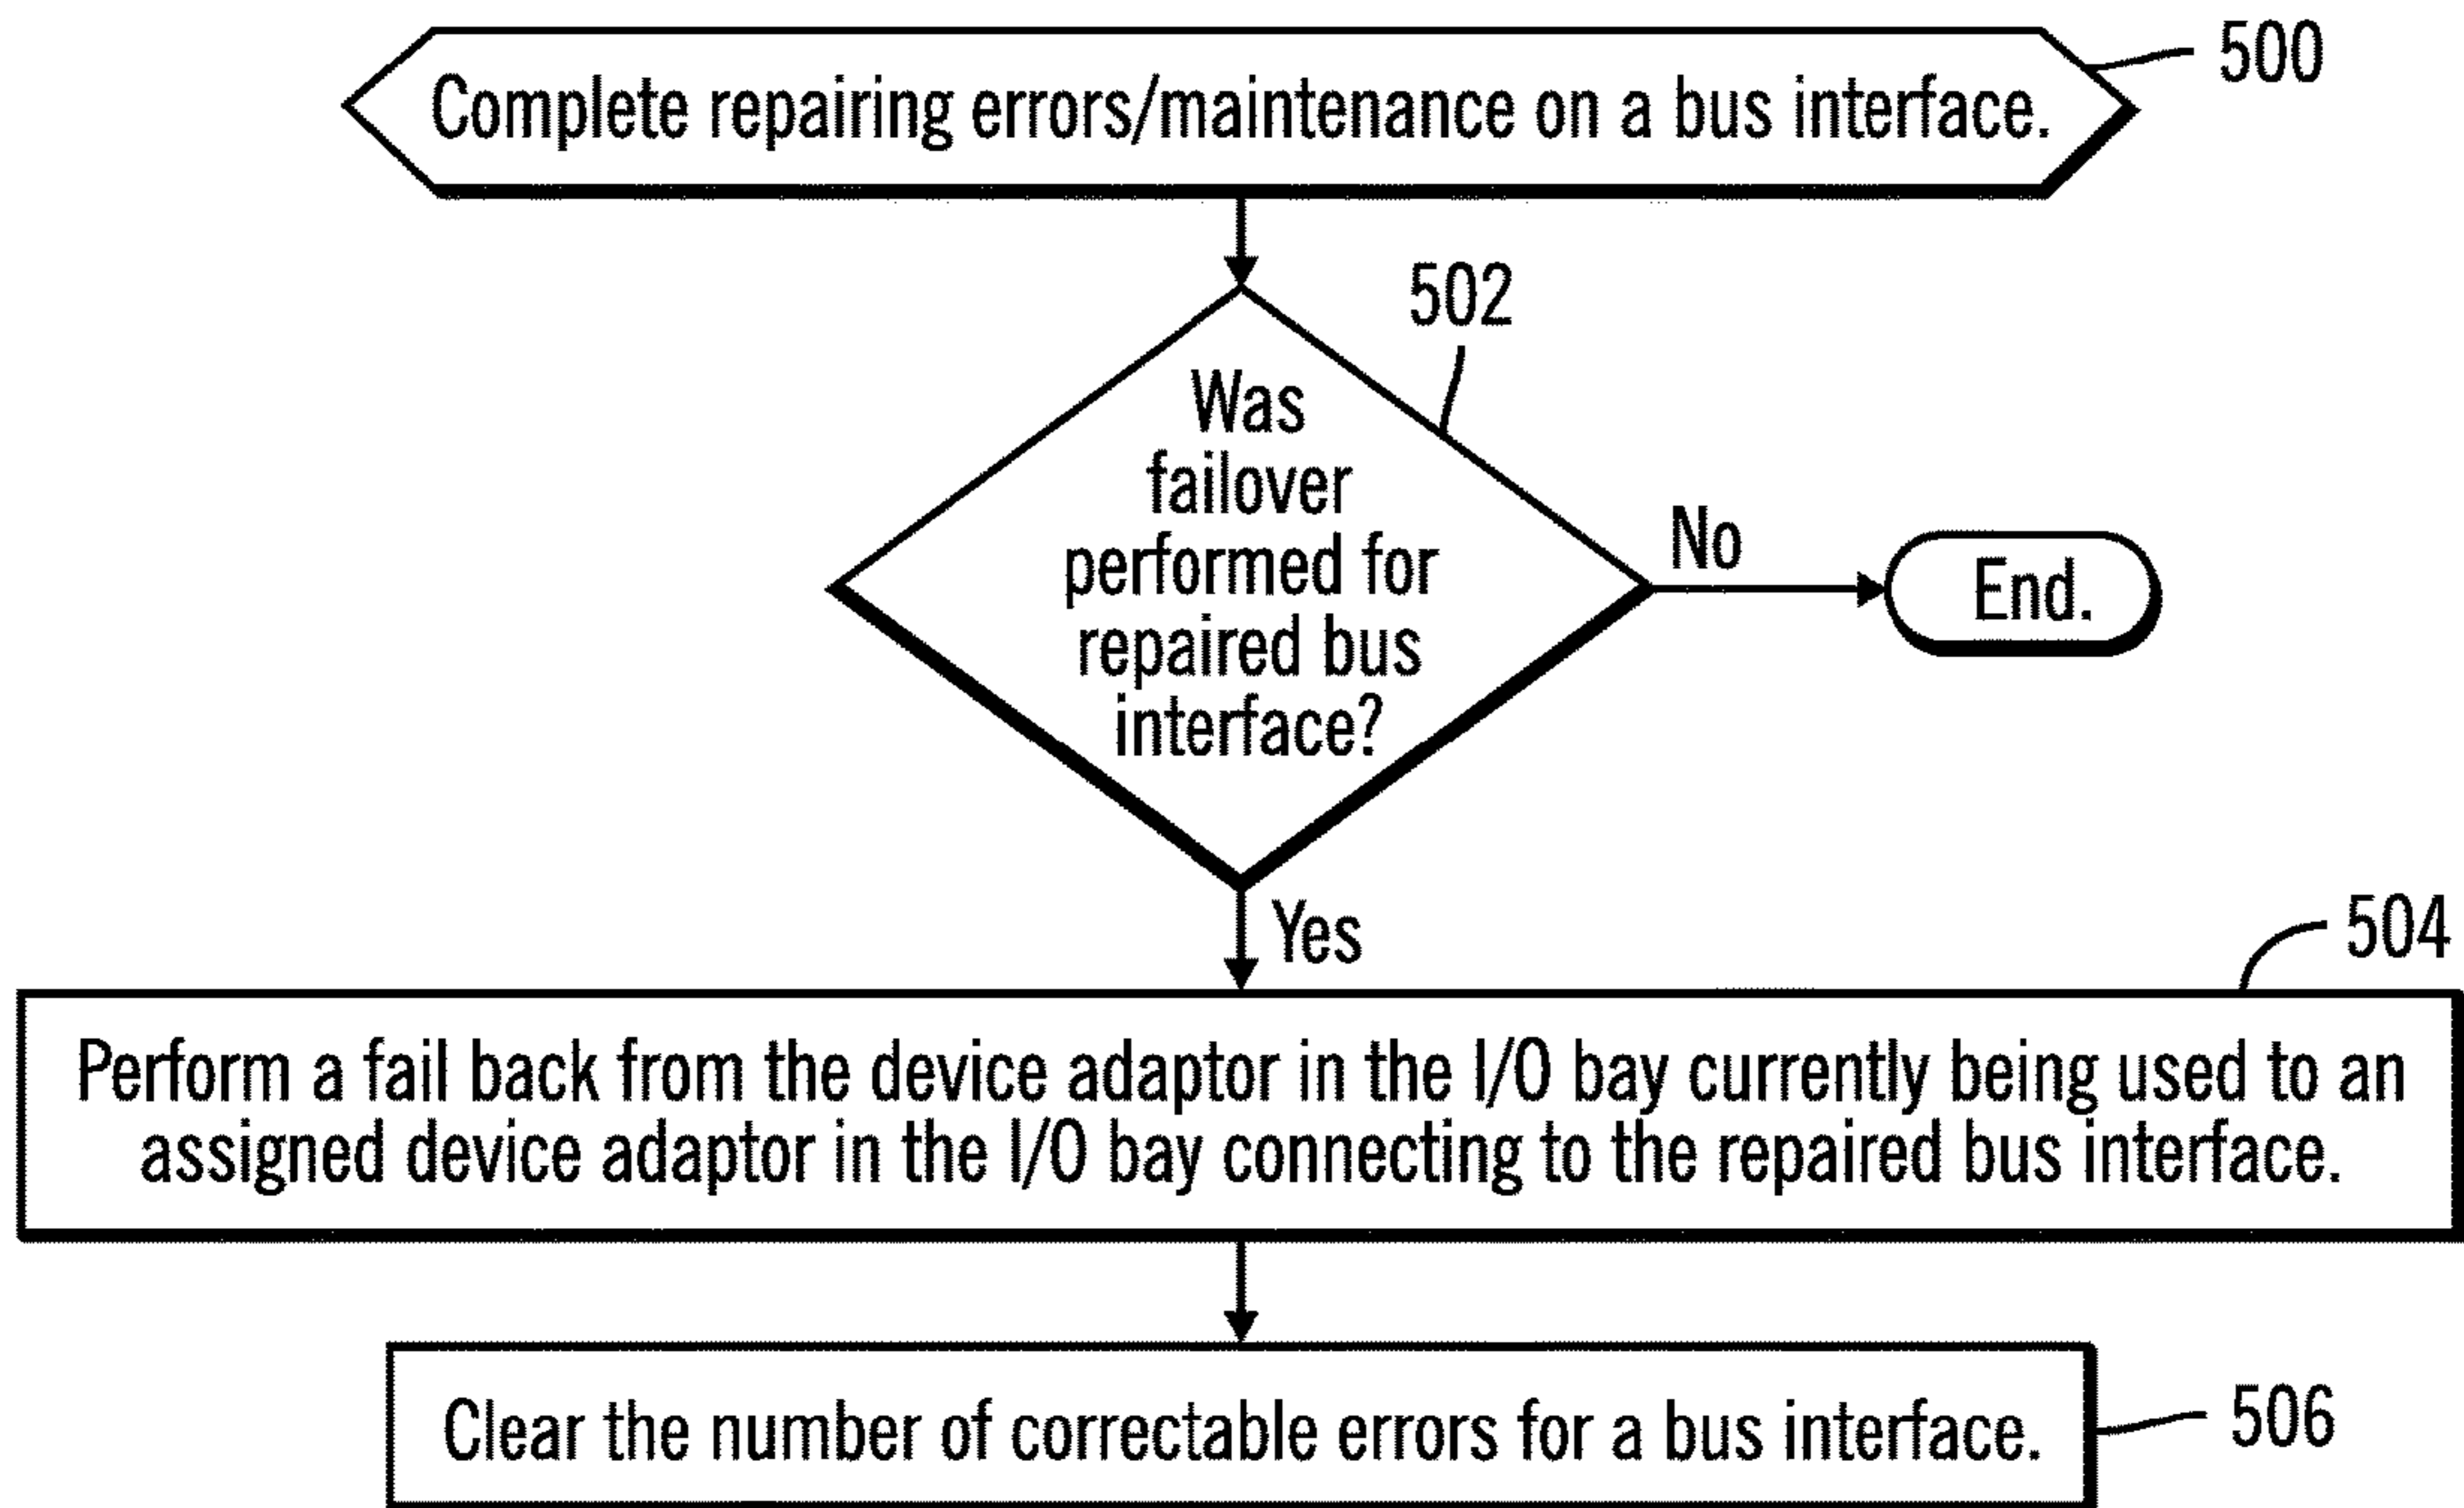 500
Complete repairing errors/maintenance on a bus interface.
502
Was
failover
performed for
repaired bus
interface?
No
End.
Yes
504
Perform a fail back from the device adaptor in the I/O bay currently being used to an
assigned device adaptor in the I/O bay connecting to the repaired bus interface.
Clear the number of correctable errors for a bus interface.
506